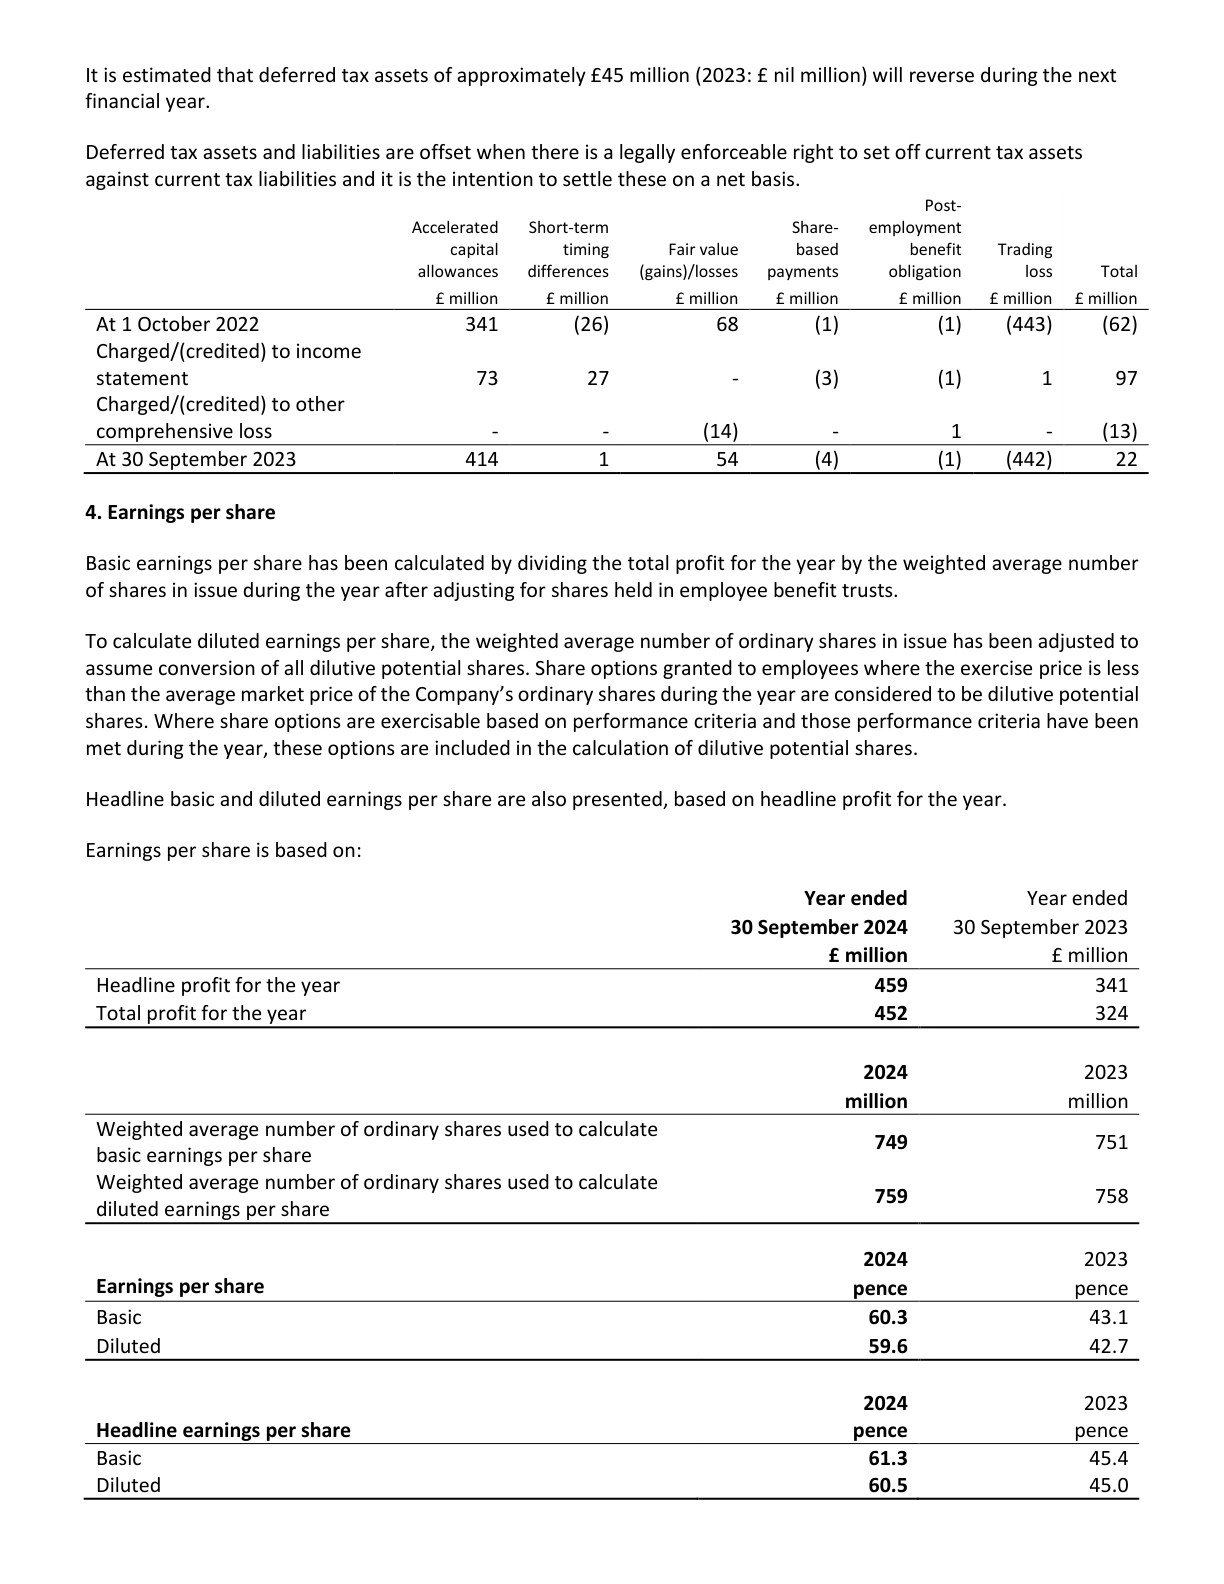 It is estimated that deferred tax assets of approximately £45 million (2023: £ nil million) will reverse during the next
financial year.
Deferred tax assets and liabilities are offset when there is a legally enforceable right to set off current tax assets
against current tax liabilities and it is the intention to settle these on a net basis.
Post-
Accelerated Short-term Share- employment
capital timing Fair value based benefit Trading
allowances differences (gains)/losses payments obligation loss Total
£ million £ million £ million £ million £ million £ million £ million
At 1 October 2022 341 (26) 68 (1) (1) (443) (62)
Charged/(credited) to income
statement 73 27 - (3) (1) 1 97
Charged/(credited) to other
comprehensive loss - - (14) - 1 - (13)
At 30 September 2023 414 1 54 (4) (1) (442) 22
4. Earnings per share
Basic earnings per share has been calculated by dividing the total profit for the year by the weighted average number
of shares in issue during the year after adjusting for shares held in employee benefit trusts.
To calculate diluted earnings per share, the weighted average number of ordinary shares in issue has been adjusted to
assume conversion of all dilutive potential shares. Share options granted to employees where the exercise price is less
than the average market price of the Company’s ordinary shares during the year are considered to be dilutive potential
shares. Where share options are exercisable based on performance criteria and those performance criteria have been
met during the year, these options are included in the calculation of dilutive potential shares.
Headline basic and diluted earnings per share are also presented, based on headline profit for the year.
Earnings per share is based on:
Year ended Year ended
30 September 2024 30 September 2023
£ million £ million
Headline profit for the year 459 341
Total profit for the year 452 324
2024 2023
million million
Weighted average number of ordinary shares used to calculate
basic earnings per share 749 751
Weighted average number of ordinary shares used to calculate
diluted earnings per share 759 758
2024 2023
Earnings per share pence pence
Basic 60.3 43.1
Diluted 59.6 42.7
2024 2023
Headline earnings per share pence pence
Basic 61.3 45.4
Diluted 60.5 45.0